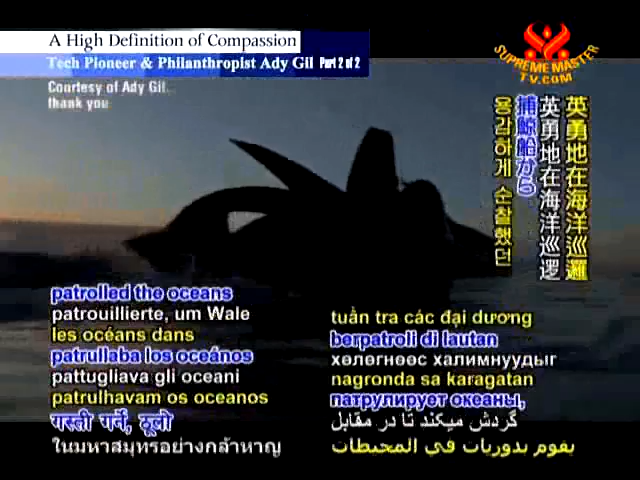 A High Definition of Compassion
Tech Pioneer & Philanthropist Ady Gil Part 2 of 2
Courtesy of Ady Gil.
thank you
SUPREME MASTER
TV.COM
英勇地在海洋巡邏
英勇地在海洋巡逻
捕鯨船から
용감하게 순찰했던
patrolled the oceans
patrouillierte, um Wale
les océans dans
patrullaba los oceános
pattugliava gli oceani
patrulhavam os oceanos
गस्ती गर्ने, ठूलो
ในมหาสมุทรอย่างกล้าหาญ
tuần tra các đại dương
berpatroli di lautan
хөлөгнөөс халимнуудыг
nagronda sa karagatan
патрулирует океаны,
گردش میکند تا در مقابل
يقوم بدوريات في المحيطات